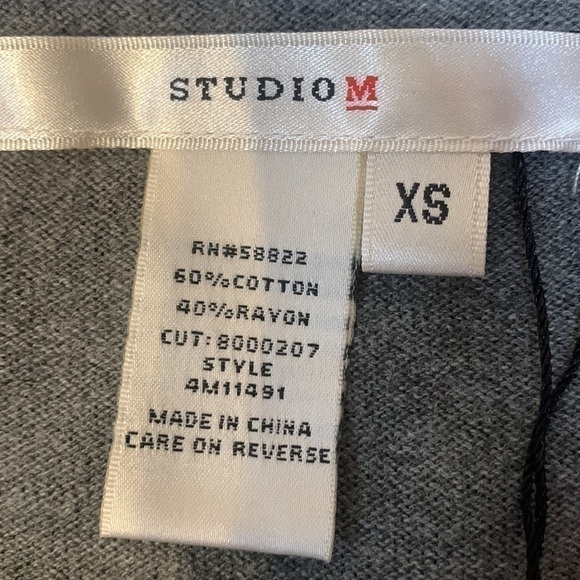 STUDIO M
XS
RN#58822
60%COTTON
40%RAYON
CUT:8000207
STYLE
4M11491
MADE IN CHINA
CARE ON REVERSE